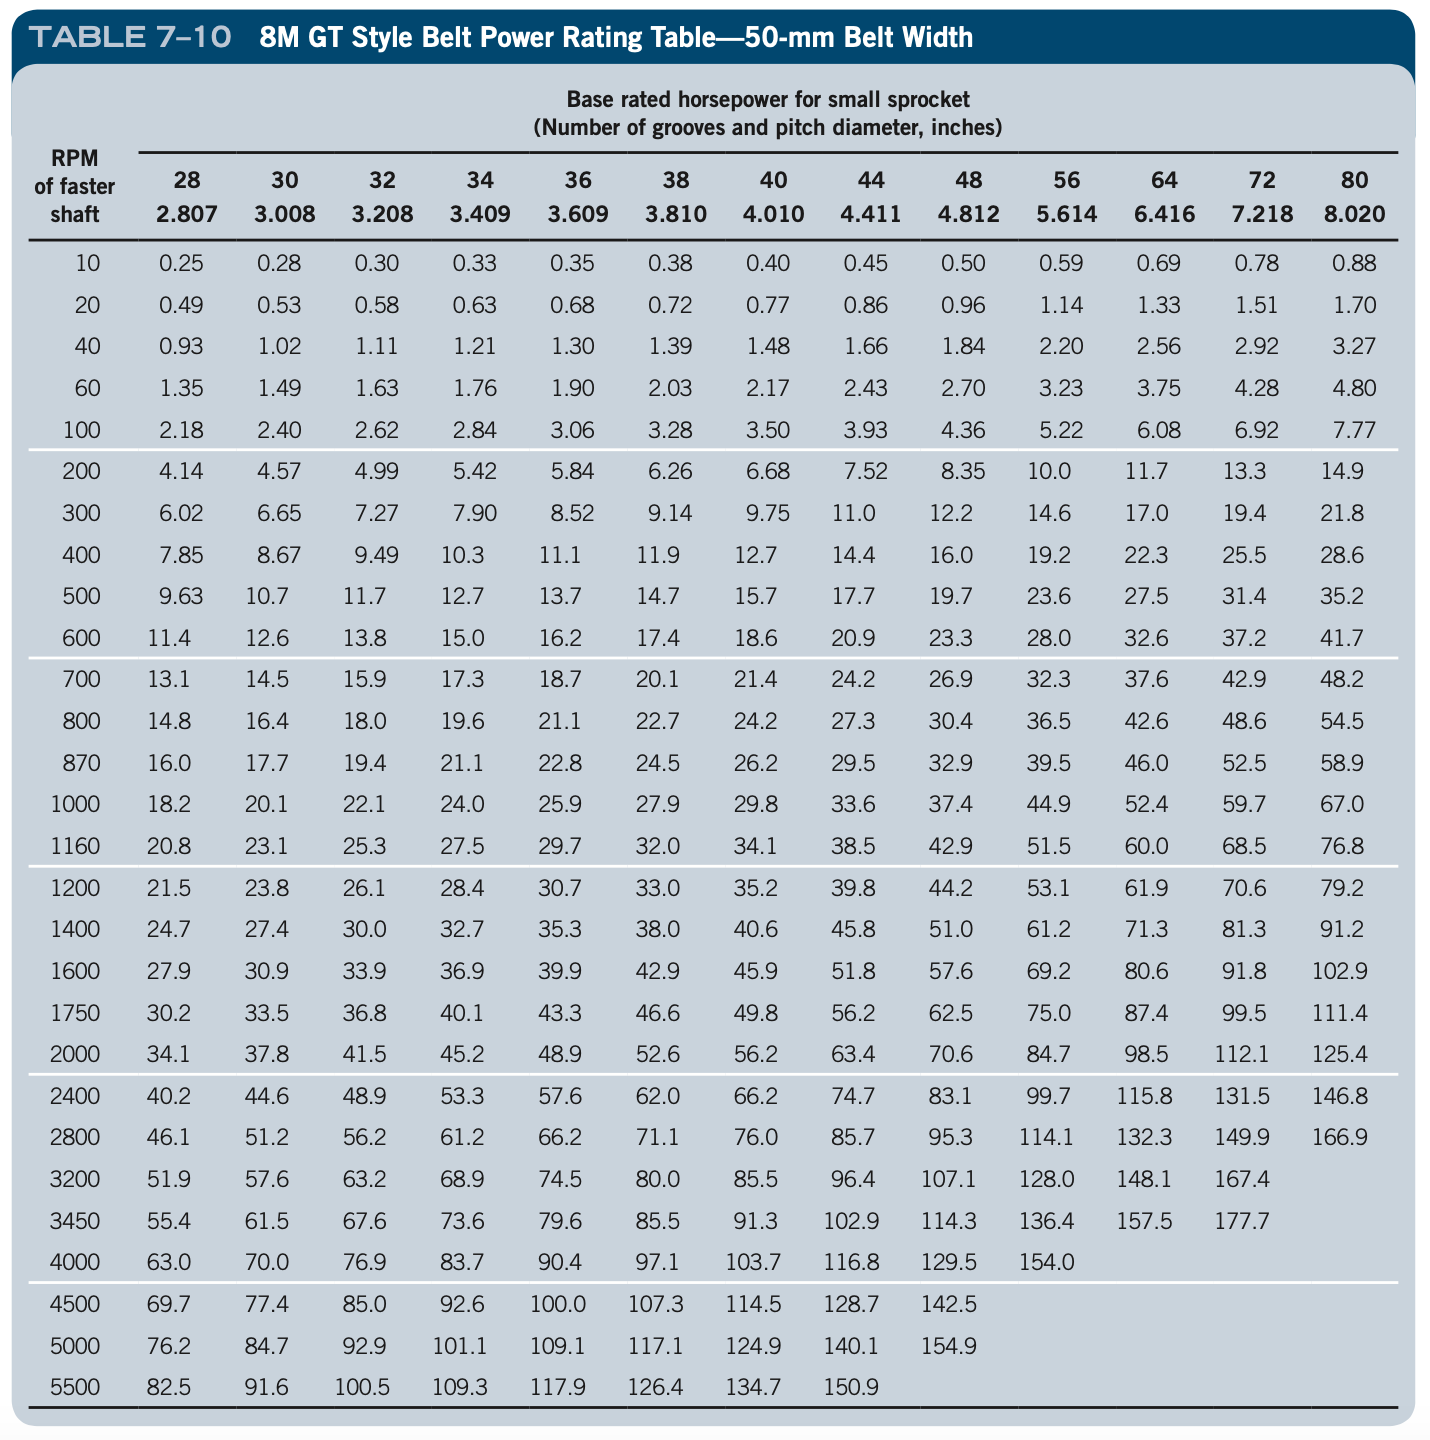 TABLE 7–10 8M GT Style Belt Power Rating Table—50-mm Belt Width
Base rated horsepower for small sprocket
(Number of grooves and pitch diameter, inches)
RPM
of faster
shaft
28 30 32 34 36 38 40 44 48 56 64 72 80
2.807 3.008 3.208 3.409 3.609 3.810 4.010 4.411 4.812 5.614 6.416 7.218 8.020
10 0.25 0.28 0.30 0.33 0.35 0.38 0.40 0.45 0.50 0.59 0.69 0.78 0.88
20 0.49 0.53 0.58 0.63 0.68 0.72 0.77 0.86 0.96 1.14 1.33 1.51 1.70
40 0.93 1.02 1.11 1.21 1.30 1.39 1.48 1.66 1.84 2.20 2.56 2.92 3.27
60 1.35 1.49 1.63 1.76 1.90 2.03 2.17 2.43 2.70 3.23 3.75 4.28 4.80
100 2.18 2.40 2.62 2.84 3.06 3.28 3.50 3.93 4.36 5.22 6.08 6.92 7.77
200 4.14 4.57 4.99 5.42 5.84 6.26 6.68 7.52 8.35 10.0 11.7 13.3 14.9
300 6.02 6.65 7.27 7.90 8.52 9.14 9.75 11.0 12.2 14.6 17.0 19.4 21.8
400 7.85 8.67 9.49 10.3 11.1 11.9 12.7 14.4 16.0 19.2 22.3 25.5 28.6
500 9.63 10.7 11.7 12.7 13.7 14.7 15.7 17.7 19.7 23.6 27.5 31.4 35.2
600 11.4 12.6 13.8 15.0 16.2 17.4 18.6 20.9 23.3 28.0 32.6 37.2 41.7
700 13.1 14.5 15.9 17.3 18.7 20.1 21.4 24.2 26.9 32.3 37.6 42.9 48.2
800 14.8 16.4 18.0 19.6 21.1 22.7 24.2 27.3 30.4 36.5 42.6 48.6 54.5
870 16.0 17.7 19.4 21.1 22.8 24.5 26.2 29.5 32.9 39.5 46.0 52.5 58.9
1000 18.2 20.1 22.1 24.0 25.9 27.9 29.8 33.6 37.4 44.9 52.4 59.7 67.0
1160 20.8 23.1 25.3 27.5 29.7 32.0 34.1 38.5 42.9 51.5 60.0 68.5 76.8
1200 21.5 23.8 26.1 28.4 30.7 33.0 35.2 39.8 44.2 53.1 61.9 70.6 79.2
1400 24.7 27.4 30.0 32.7 35.3 38.0 40.6 45.8 51.0 61.2 71.3 81.3 91.2
1600 27.9 30.9 33.9 36.9 39.9 42.9 45.9 51.8 57.6 69.2 80.6 91.8 102.9
1750 30.2 33.5 36.8 40.1 43.3 46.6 49.8 56.2 62.5 75.0 87.4 99.5 111.4
2000 34.1 37.8 41.5 45.2 48.9 52.6 56.2 63.4 70.6 84.7 98.5 112.1 125.4
2400 40.2 44.6 48.9 53.3 57.6 62.0 66.2 74.7 83.1 99.7 115.8 131.5 146.8
2800 46.1 51.2 56.2 61.2 66.2 71.1 76.0 85.7 95.3 114.1 132.3 149.9 166.9
3200 51.9 57.6 63.2 68.9 74.5 80.0 85.5 96.4 107.1 128.0 148.1 167.4
3450 55.4 61.5 67.6 73.6 79.6 85.5 91.3 102.9 114.3 136.4 157.5 177.7
4000 63.0 70.0 76.9 83.7 90.4 97.1 103.7 116.8 129.5 154.0
4500 69.7 77.4 85.0 92.6 100.0 107.3 114.5 128.7 142.5
5000 76.2 84.7 92.9 101.1 109.1 117.1 124.9 140.1 154.9
5500 82.5 91.6 100.5 109.3 117.9 126.4 134.7 150.9